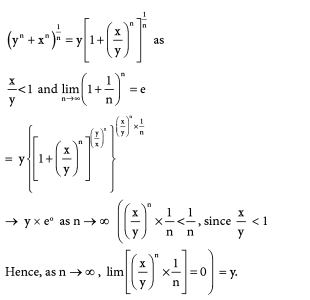 (yⁿ + xⁿ)^(1/n) = y[1 + (x/y)ⁿ]^(1/n) as
x/y < 1 and lim_(n→∞) (1 + 1/n)ⁿ = e
= y{[1 + (x/y)ⁿ]^((y/x)ⁿ)}^((x/y)ⁿ × 1/n)
→ y × e⁰ as n → ∞ ((x/y)ⁿ × 1/n < 1/n, since x/y < 1
Hence, as n → ∞, lim[(x/y)ⁿ × 1/n] = 0) = y.